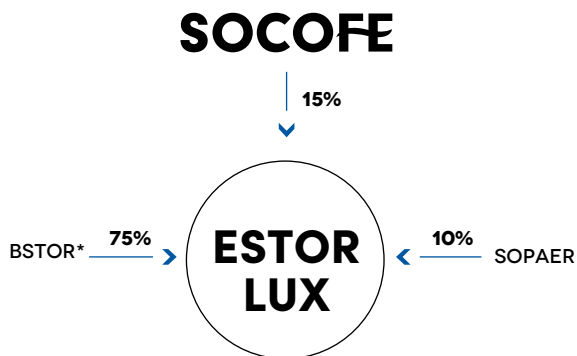 SOCOFE
15%
BSTOR* 75%
ESTOR
LUX
10% SOPAER